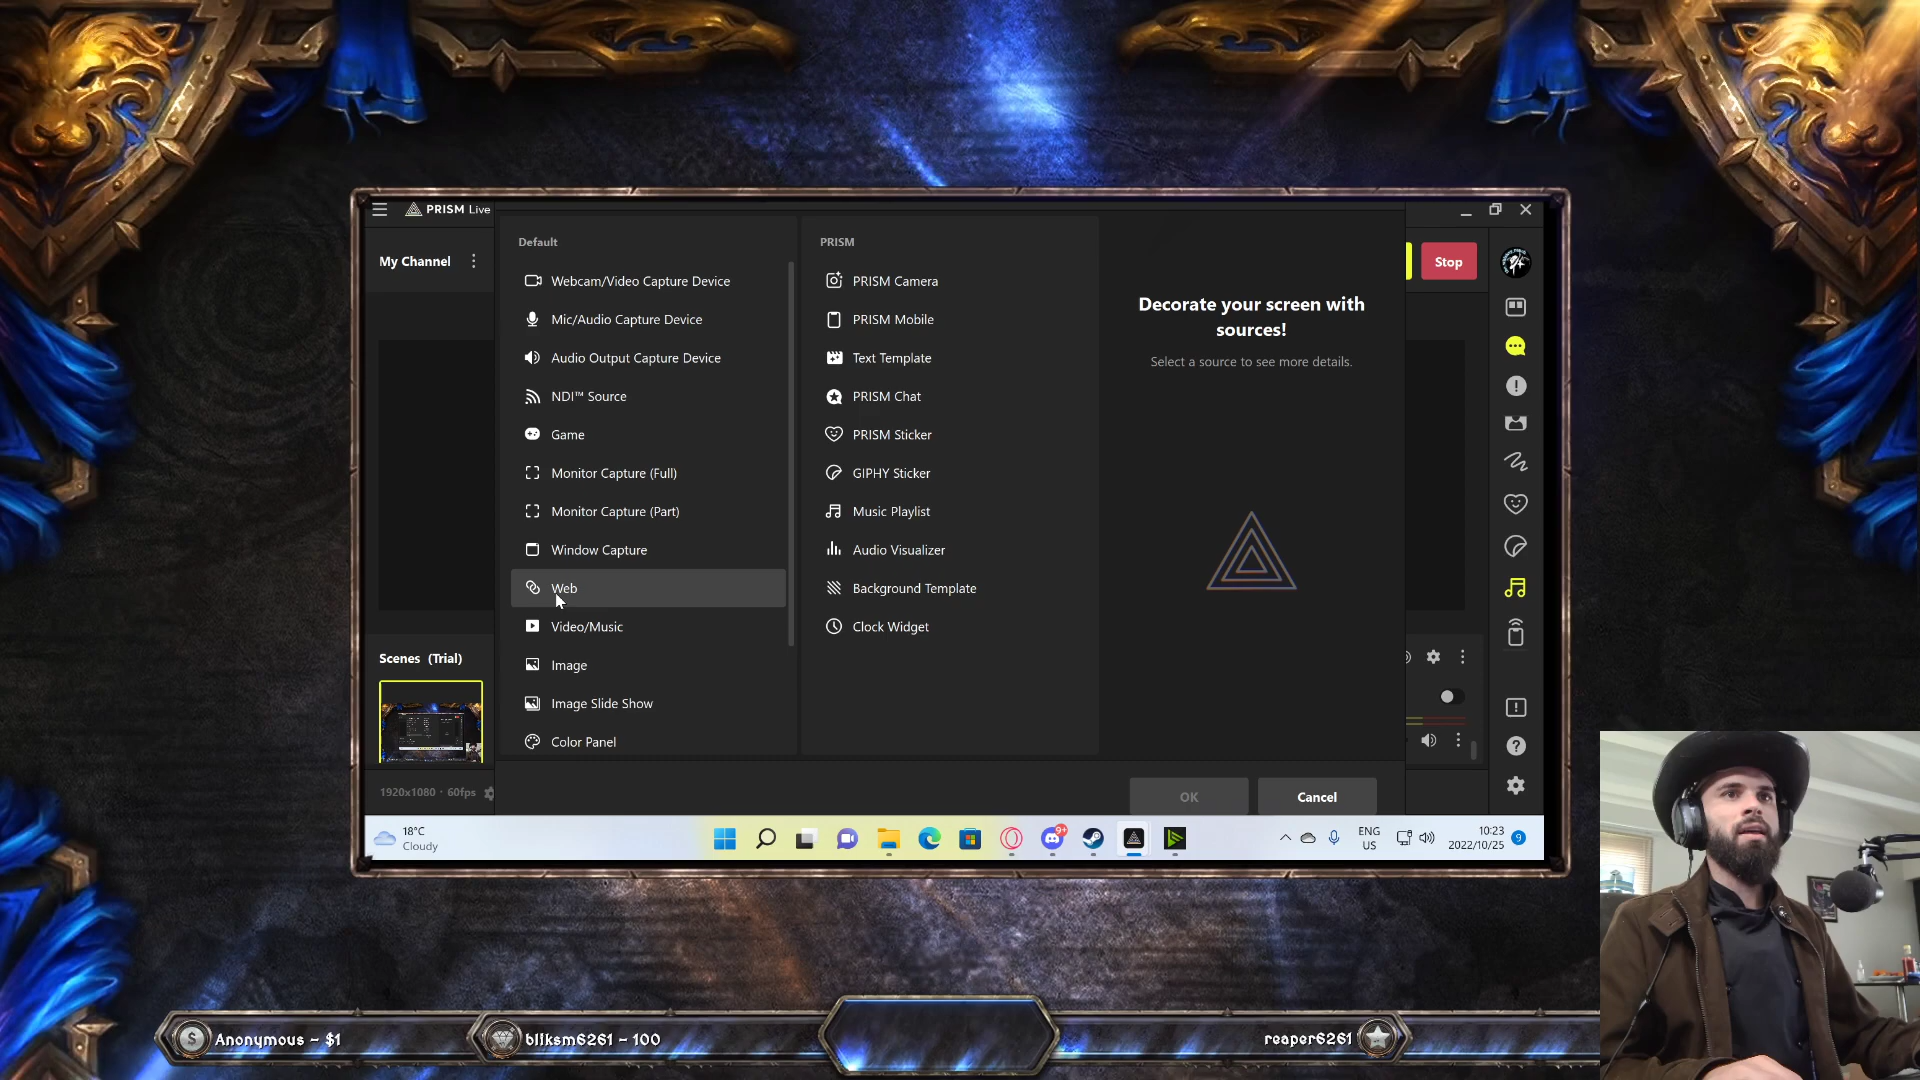 PRISM Live
My Channel
Stop
Default
Webcam/Video Capture Device
Mic/Audio Capture Device
Audio Output Capture Device
NDI™ Source
Game
Monitor Capture (Full)
Monitor Capture (Part)
Window Capture
Web
Video/Music
Image
Image Slide Show
Color Panel
PRISM
PRISM Camera
PRISM Mobile
Text Template
PRISM Chat
PRISM Sticker
GIPHY Sticker
Music Playlist
Audio Visualizer
Background Template
Clock Widget
Decorate your screen with
sources!
Select a source to see more details.
Scenes (Trial)
1920x1080 · 60fps
OK
Cancel
18°C
Cloudy
9+
ENG
US
10:23
2022/10/25
9
Anonymous - $1
bliksm6261 - 100
reaper6261